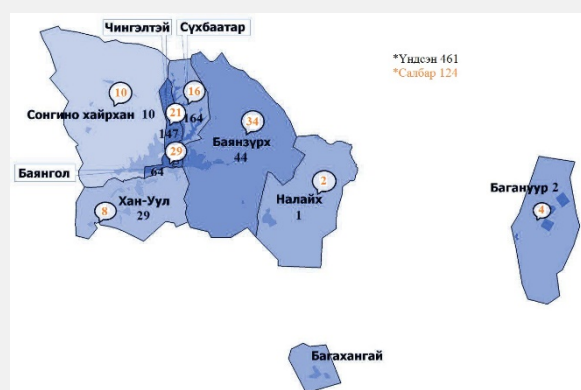 Чингэлтэй
Сүхбаатар
*Үндсэн 461
*Салбар 124
10
16
Сонгино хайрхан 10
21
164
147
34
Баянзүрх
44
29
Баянгол
64
2
Багануур 2
Хан-Уул
29
8
Налайх
1
4
Багахангай